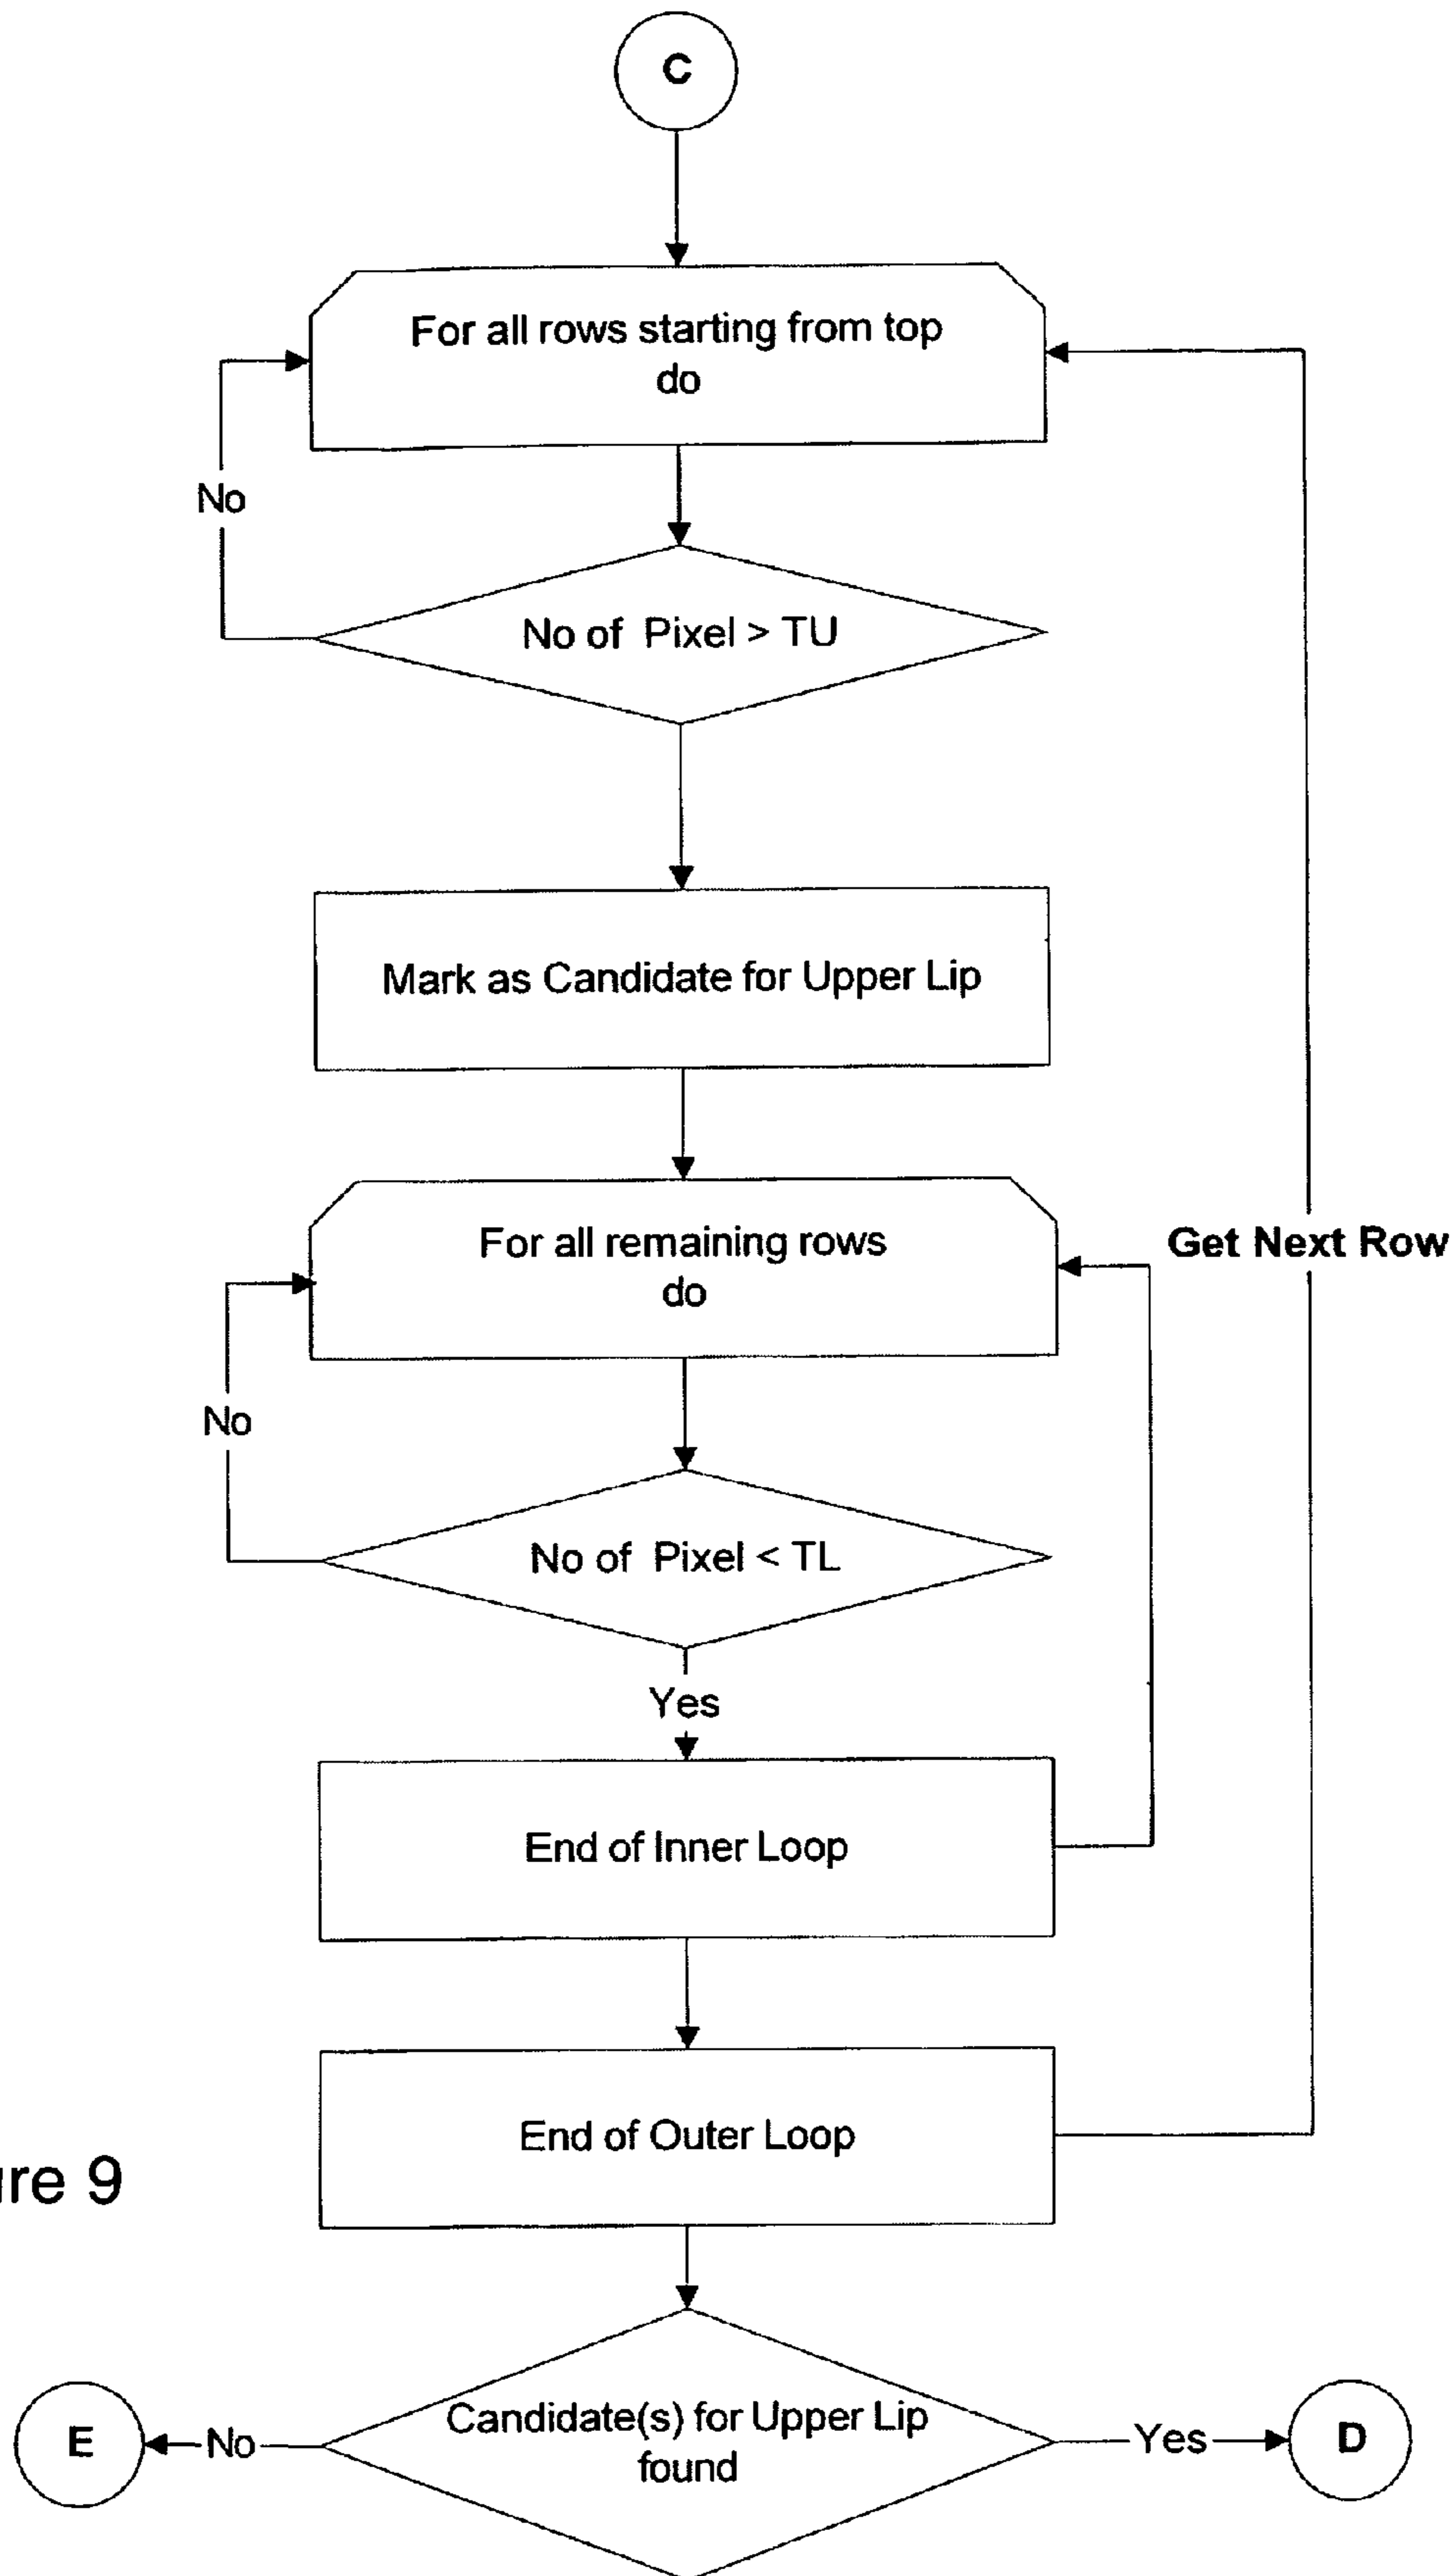 C
For all rows starting from top
do
No
No of Pixel > TU
Mark as Candidate for Upper Lip
For all remaining rows
do
Get Next Row
No
No of Pixel < TL
Yes
End of Inner Loop
End of Outer Loop
ure 9
Candidate(s) for Upper Lip
found
E
No
Yes
D